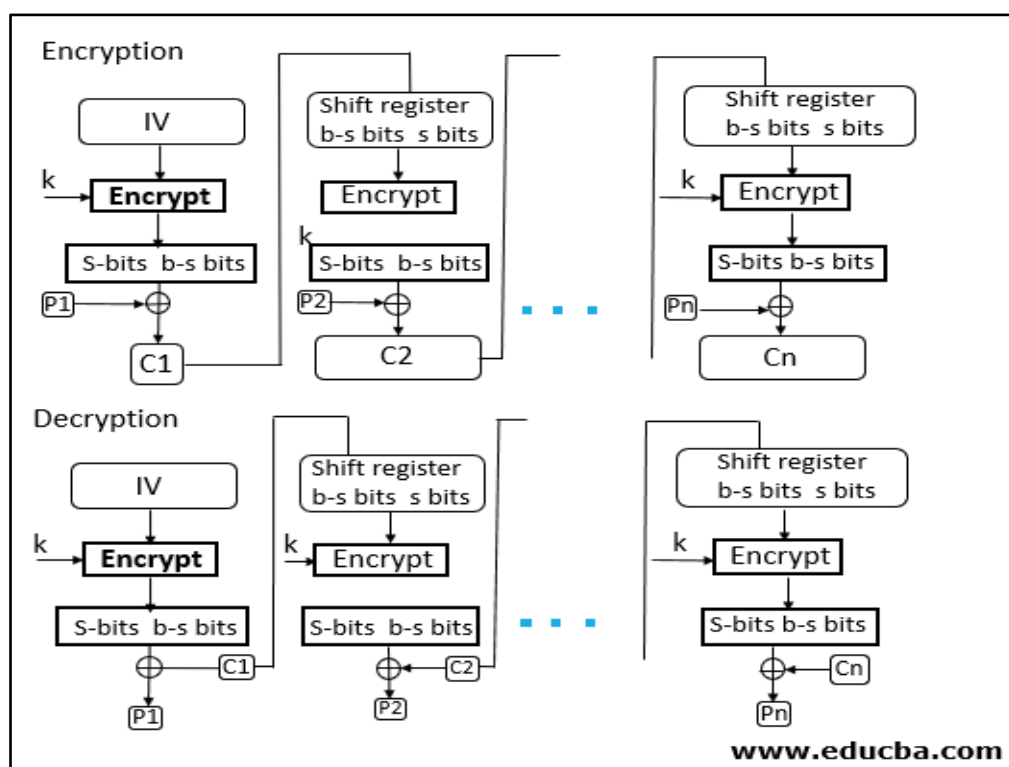 Encryption
IV
Shift register
b-s bits s bits
Shift register
b-s bits s bits
k
Encrypt
Encrypt
k
Encrypt
S-bits b-s bits
k
S-bits b-s bits
S-bits b-s bits
P1
P2
Pn
C1
C2
Cn
Decryption
IV
Shift register
b-s bits s bits
Shift register
b-s bits s bits
k
Encrypt
k
Encrypt
k
Encrypt
S-bits b-s bits
S-bits b-s bits
S-bits b-s bits
C1
C2
Cn
P1
P2
Pn
www.educba.com